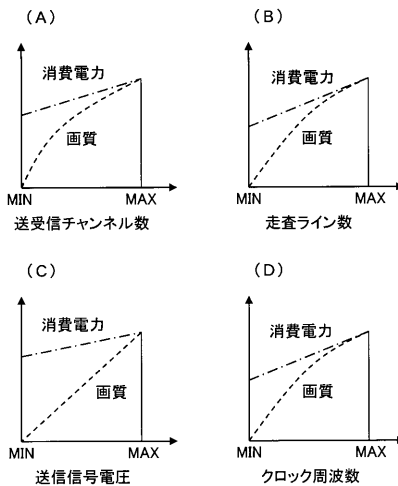 (A)
消費電力
画質
MIN
MAX
送受信チャンネル数
(B)
消費電力
画質
MIN
MAX
走査ライン数
(C)
消費電力
画質
MIN
MAX
送信信号電圧
(D)
消費電力
画質
MIN
MAX
クロック周波数